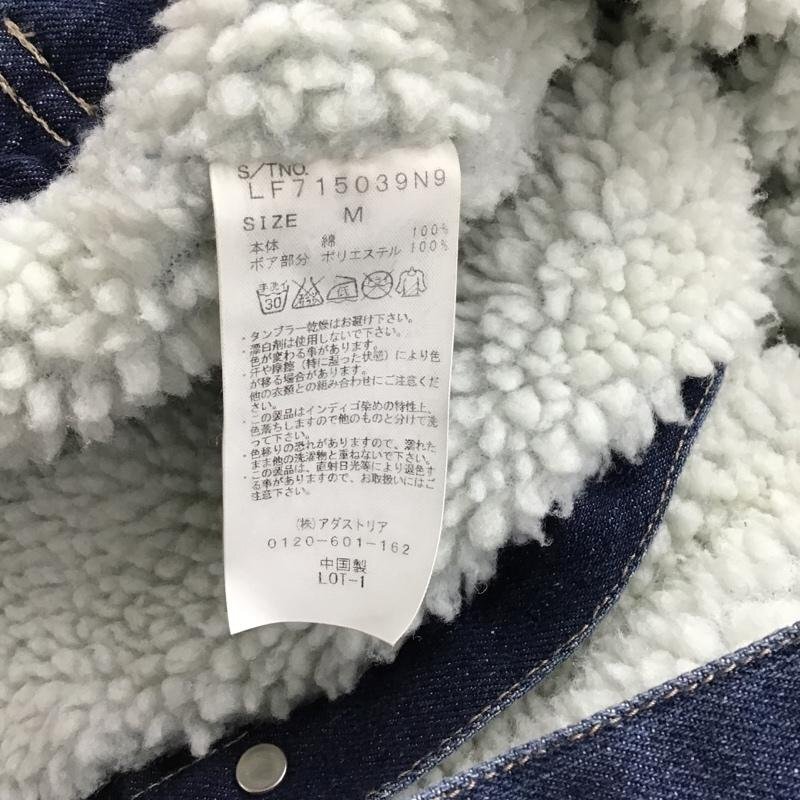 S/TNO.
LF715039N9
SIZE M
本体 綿 100%
ボア部分 ポリエステル 100%
30 低
・タンブラー乾燥はお避け下さい。
・漂白剤は使用しないで下さい。
色が変わる事があります。
・汗や摩擦(特に湿った状態)により色
が移る場合があります。
他の衣類との組み合わせにご注意くだ
さい。
・この製品はインディゴ染めの特性上、
色落ちしますので他のものと分けて洗
って下さい。
・色移りの恐れがありますので、濡れた
まま他の洗濯物と重ねないで下さい。
・この製品は、直射日光等により退色す
る事がありますので、お取扱いにはご
注意下さい。
(株)アダストリア
0120-601-162
中国製
LOT-1